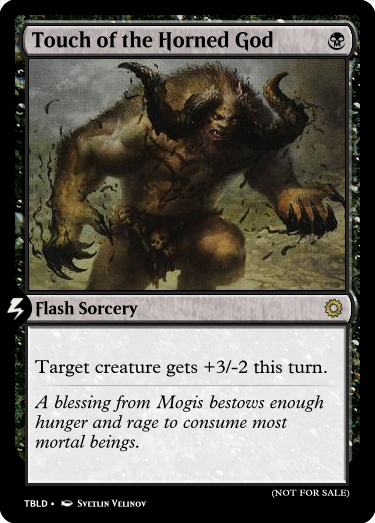 Touch of the Horned God
Flash Sorcery
Target creature gets +3/-2 this turn.
A blessing from Mogis bestows enough
hunger and rage to consume most
mortal beings.
(NOT FOR SALE)
TBLD • Svetlin Velinov